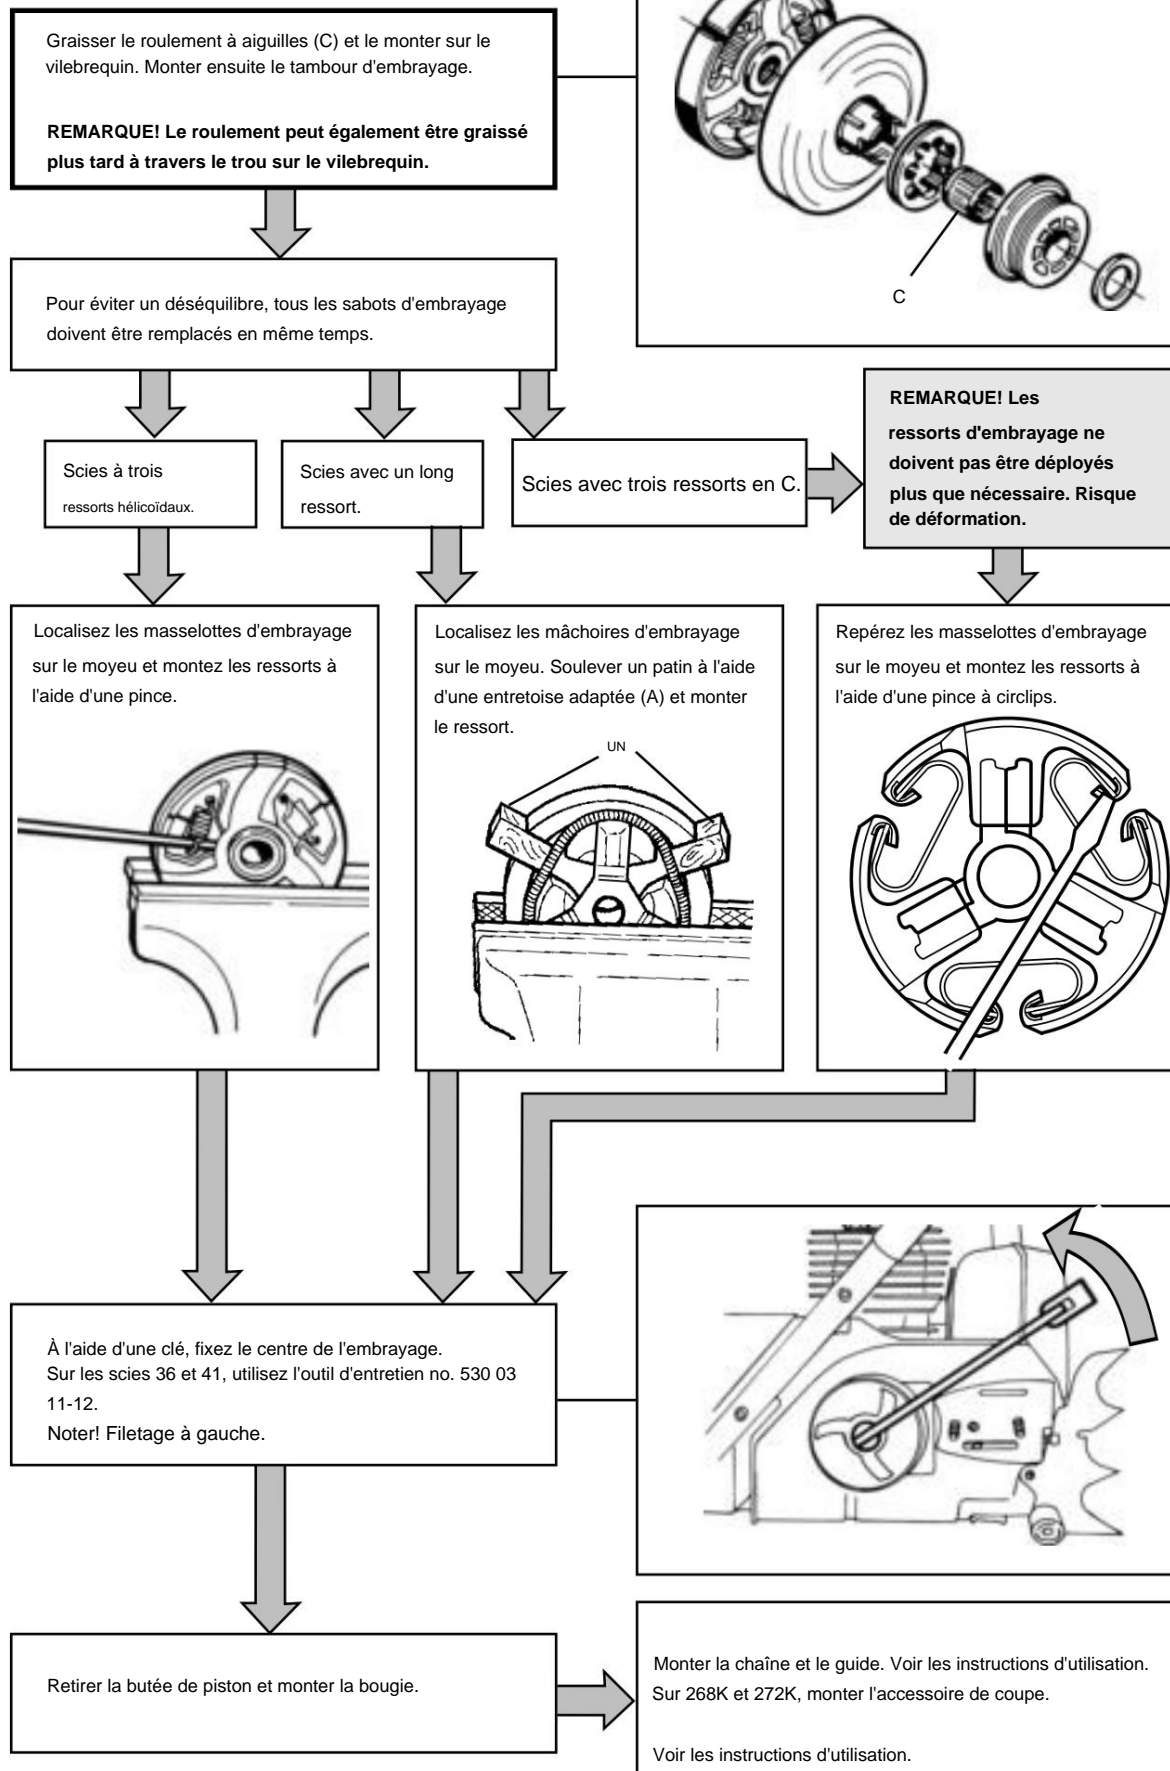 Graisser le roulement à aiguilles (C) et le monter sur le
vilebrequin. Monter ensuite le tambour d'embrayage.
REMARQUE! Le roulement peut également être graissé
plus tard à travers le trou sur le vilebrequin.
C
Pour éviter un déséquilibre, tous les sabots d'embrayage
doivent être remplacés en même temps.
Scies à trois
ressorts hélicoïdaux.
Scies avec un long
ressort.
Scies avec trois ressorts en C.
REMARQUE! Les
ressorts d'embrayage ne
doivent pas être déployés
plus que nécessaire. Risque
de déformation.
Localisez les masselottes d'embrayage
sur le moyeu et montez les ressorts à
l'aide d'une pince.
Localisez les mâchoires d'embrayage
sur le moyeu. Soulever un patin à l'aide
d'une entretoise adaptée (A) et monter
le ressort.
UN
Repérez les masselottes d'embrayage
sur le moyeu et montez les ressorts à
l'aide d'une pince à circlips.
À l'aide d'une clé, fixez le centre de l'embrayage.
Sur les scies 36 et 41, utilisez l'outil d'entretien no. 530 03
11-12.
Noter! Filetage à gauche.
Retirer la butée de piston et monter la bougie.
Monter la chaîne et le guide. Voir les instructions d'utilisation.
Sur 268K et 272K, monter l'accessoire de coupe.
Voir les instructions d'utilisation.